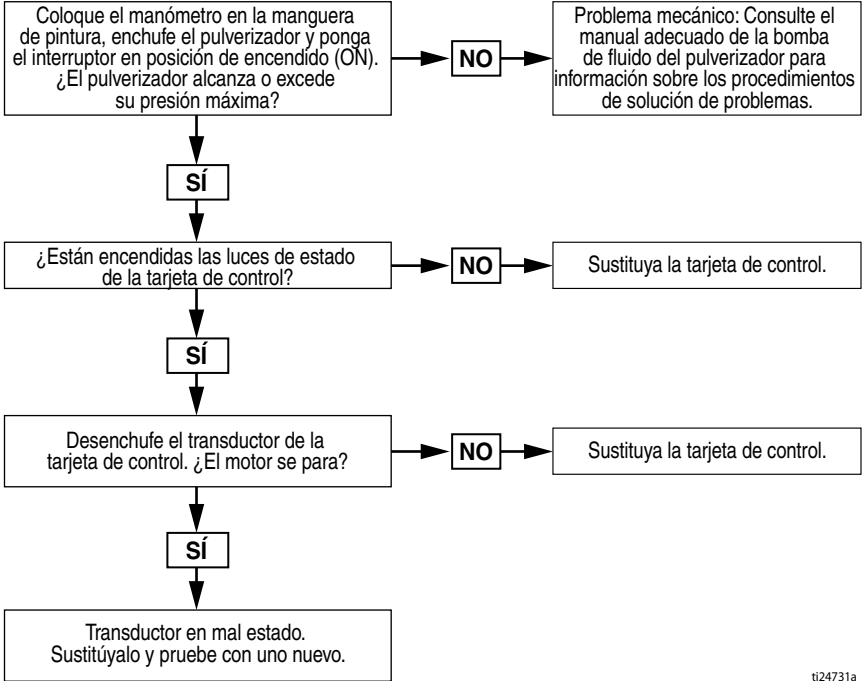 Coloque el manómetro en la manguera
de pintura, enchufe el pulverizador y ponga
el interruptor en posición de encendido (ON).
¿El pulverizador alcanza o excede
su presión máxima?
NO
Problema mecánico: Consulte el
manual adecuado de la bomba
de fluido del pulverizador para
información sobre los procedimientos
de solución de problemas.
SÍ
¿Están encendidas las luces de estado
de la tarjeta de control?
NO
Sustituya la tarjeta de control.
SÍ
Desenchufe el transductor de la
tarjeta de control. ¿El motor se para?
NO
Sustituya la tarjeta de control.
SÍ
Transductor en mal estado.
Sustitúyalo y pruebe con uno nuevo.
ti24731a